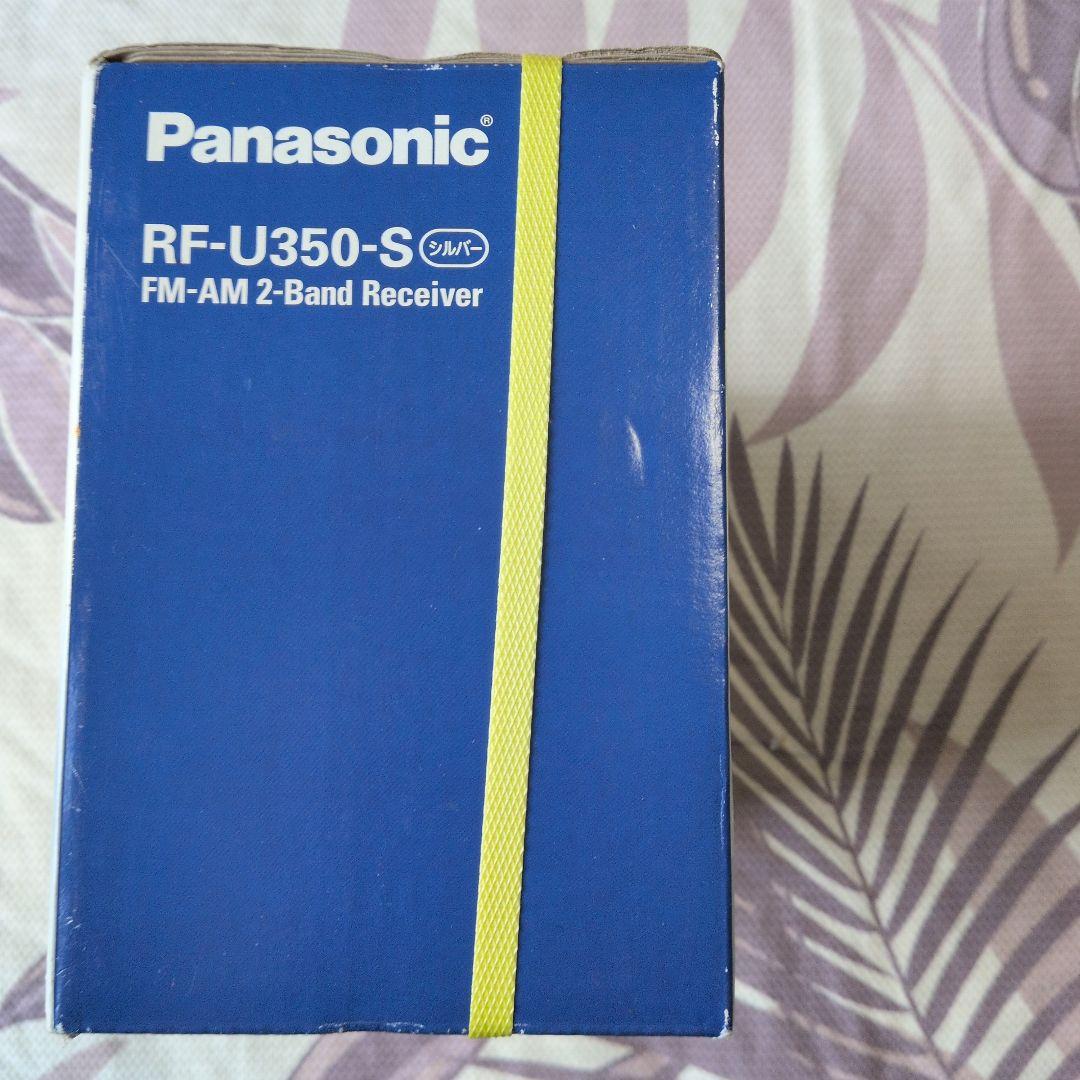 Panasonic®
RF-U350-S シルバー
FM-AM 2-Band Receiver